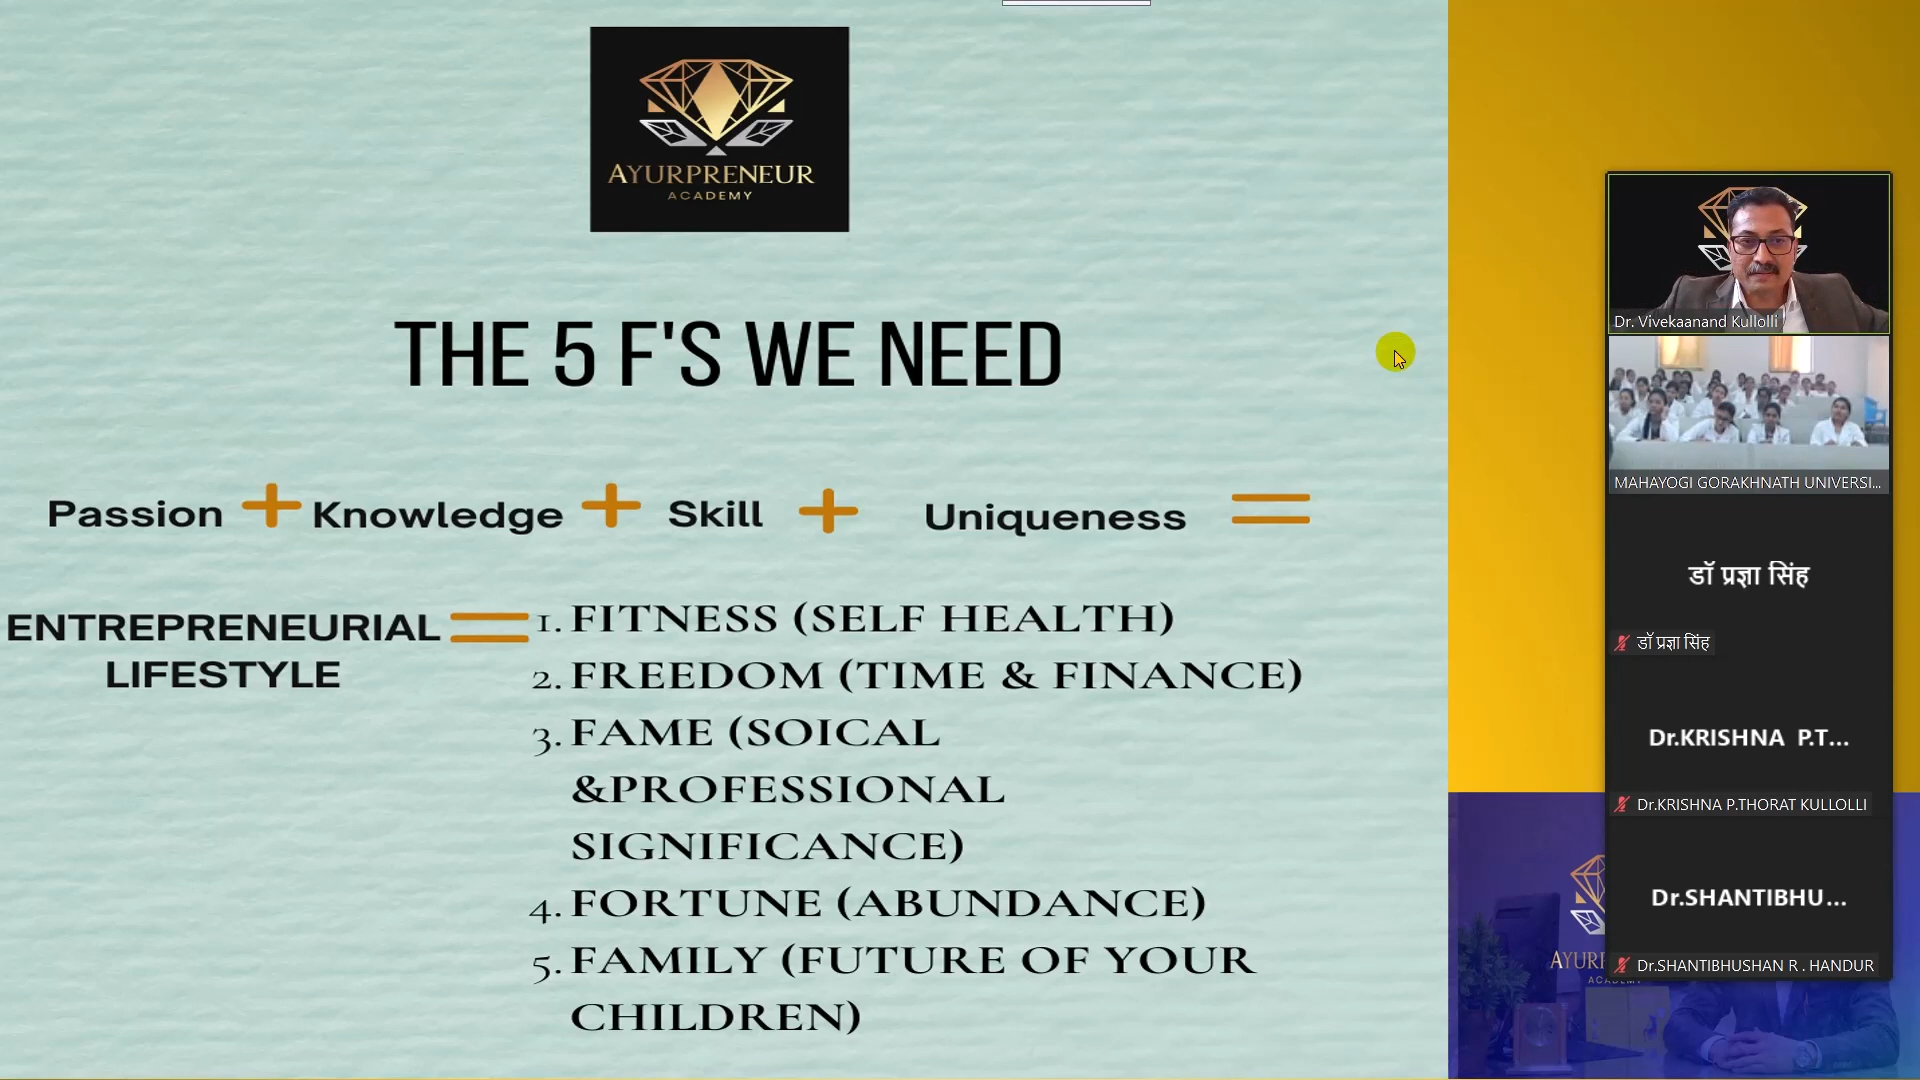 AYURPRENEUR
ACADEMY
THE 5 F'S WE NEED
Passion + Knowledge + Skill + Uniqueness =
ENTREPRENEURIAL
LIFESTYLE =
1. FITNESS (SELF HEALTH)
2. FREEDOM (TIME & FINANCE)
3. FAME (SOICAL
&PROFESSIONAL
SIGNIFICANCE)
4. FORTUNE (ABUNDANCE)
5. FAMILY (FUTURE OF YOUR
CHILDREN)
Dr. Vivekaanand Kullolli
MAHAYOGI GORAKHNATH UNIVERSI...
डॉ प्रज्ञा सिंह
डॉ प्रज्ञा सिंह
Dr.KRISHNA P.T...
Dr.KRISHNA P.THORAT KULLOLLI
Dr.SHANTIBHU...
Dr.SHANTIBHUSHAN R . HANDUR